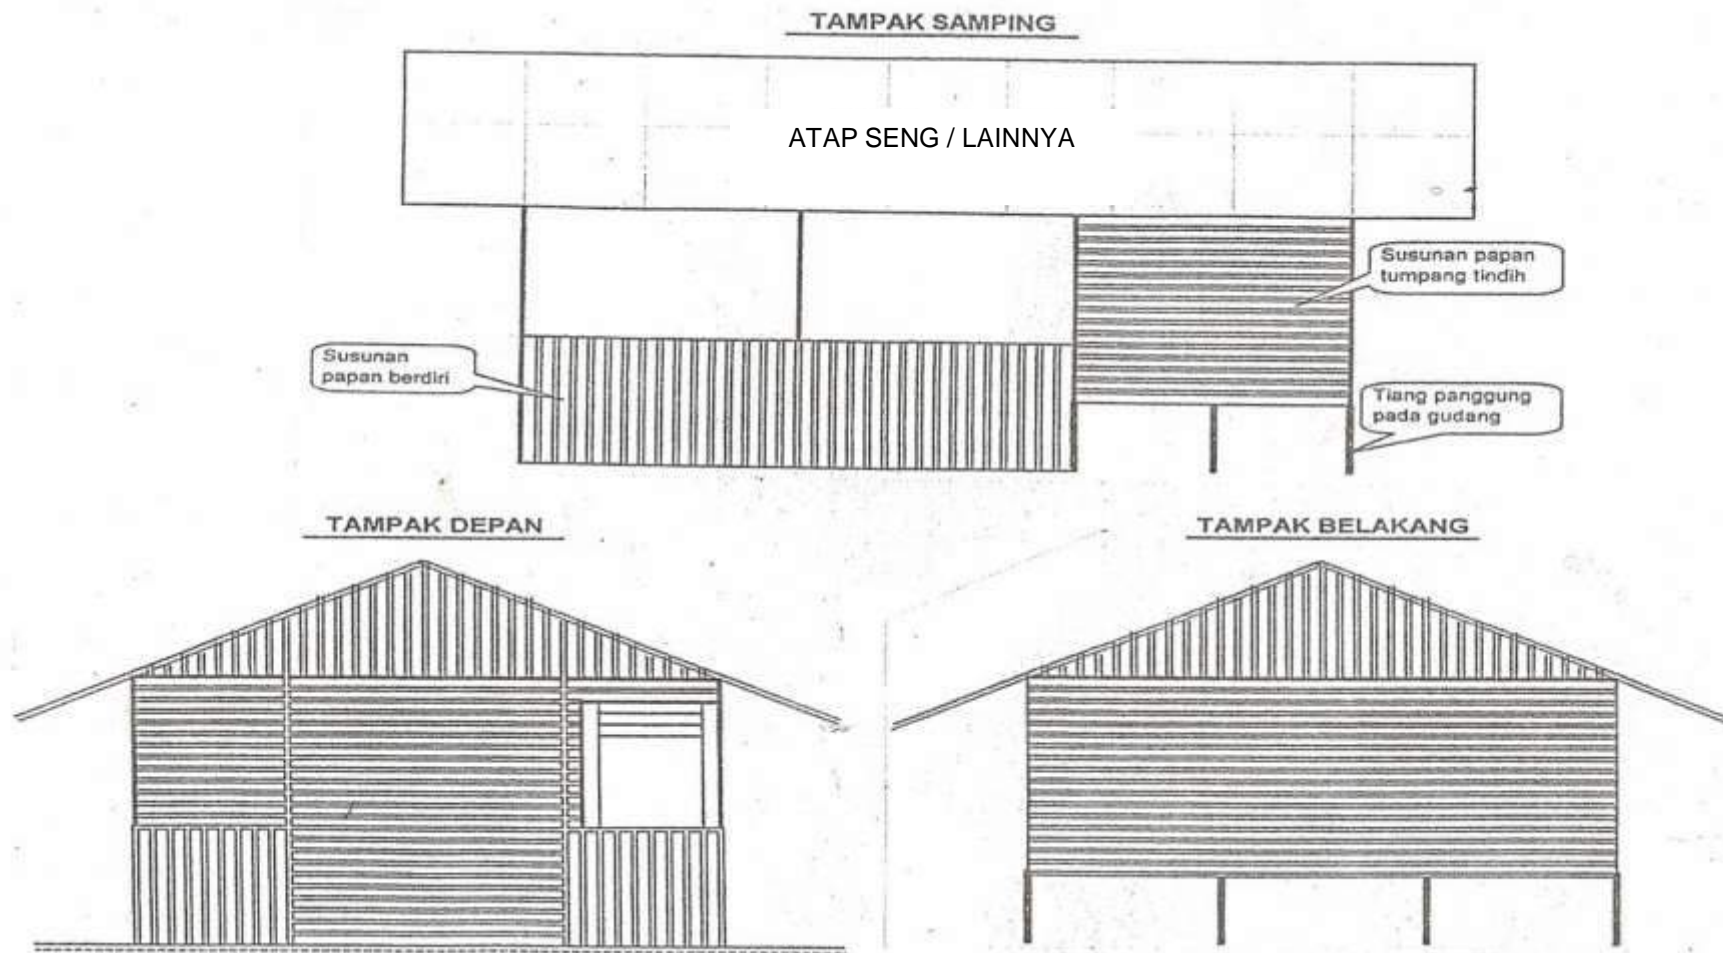 TAMPAK SAMPING
ATAP SENG / LAINNYA
Susunan papan
tumpang tindih
Susunan
papan berdiri
Tiang panggung
pada gudang
TAMPAK DEPAN
TAMPAK BELAKANG